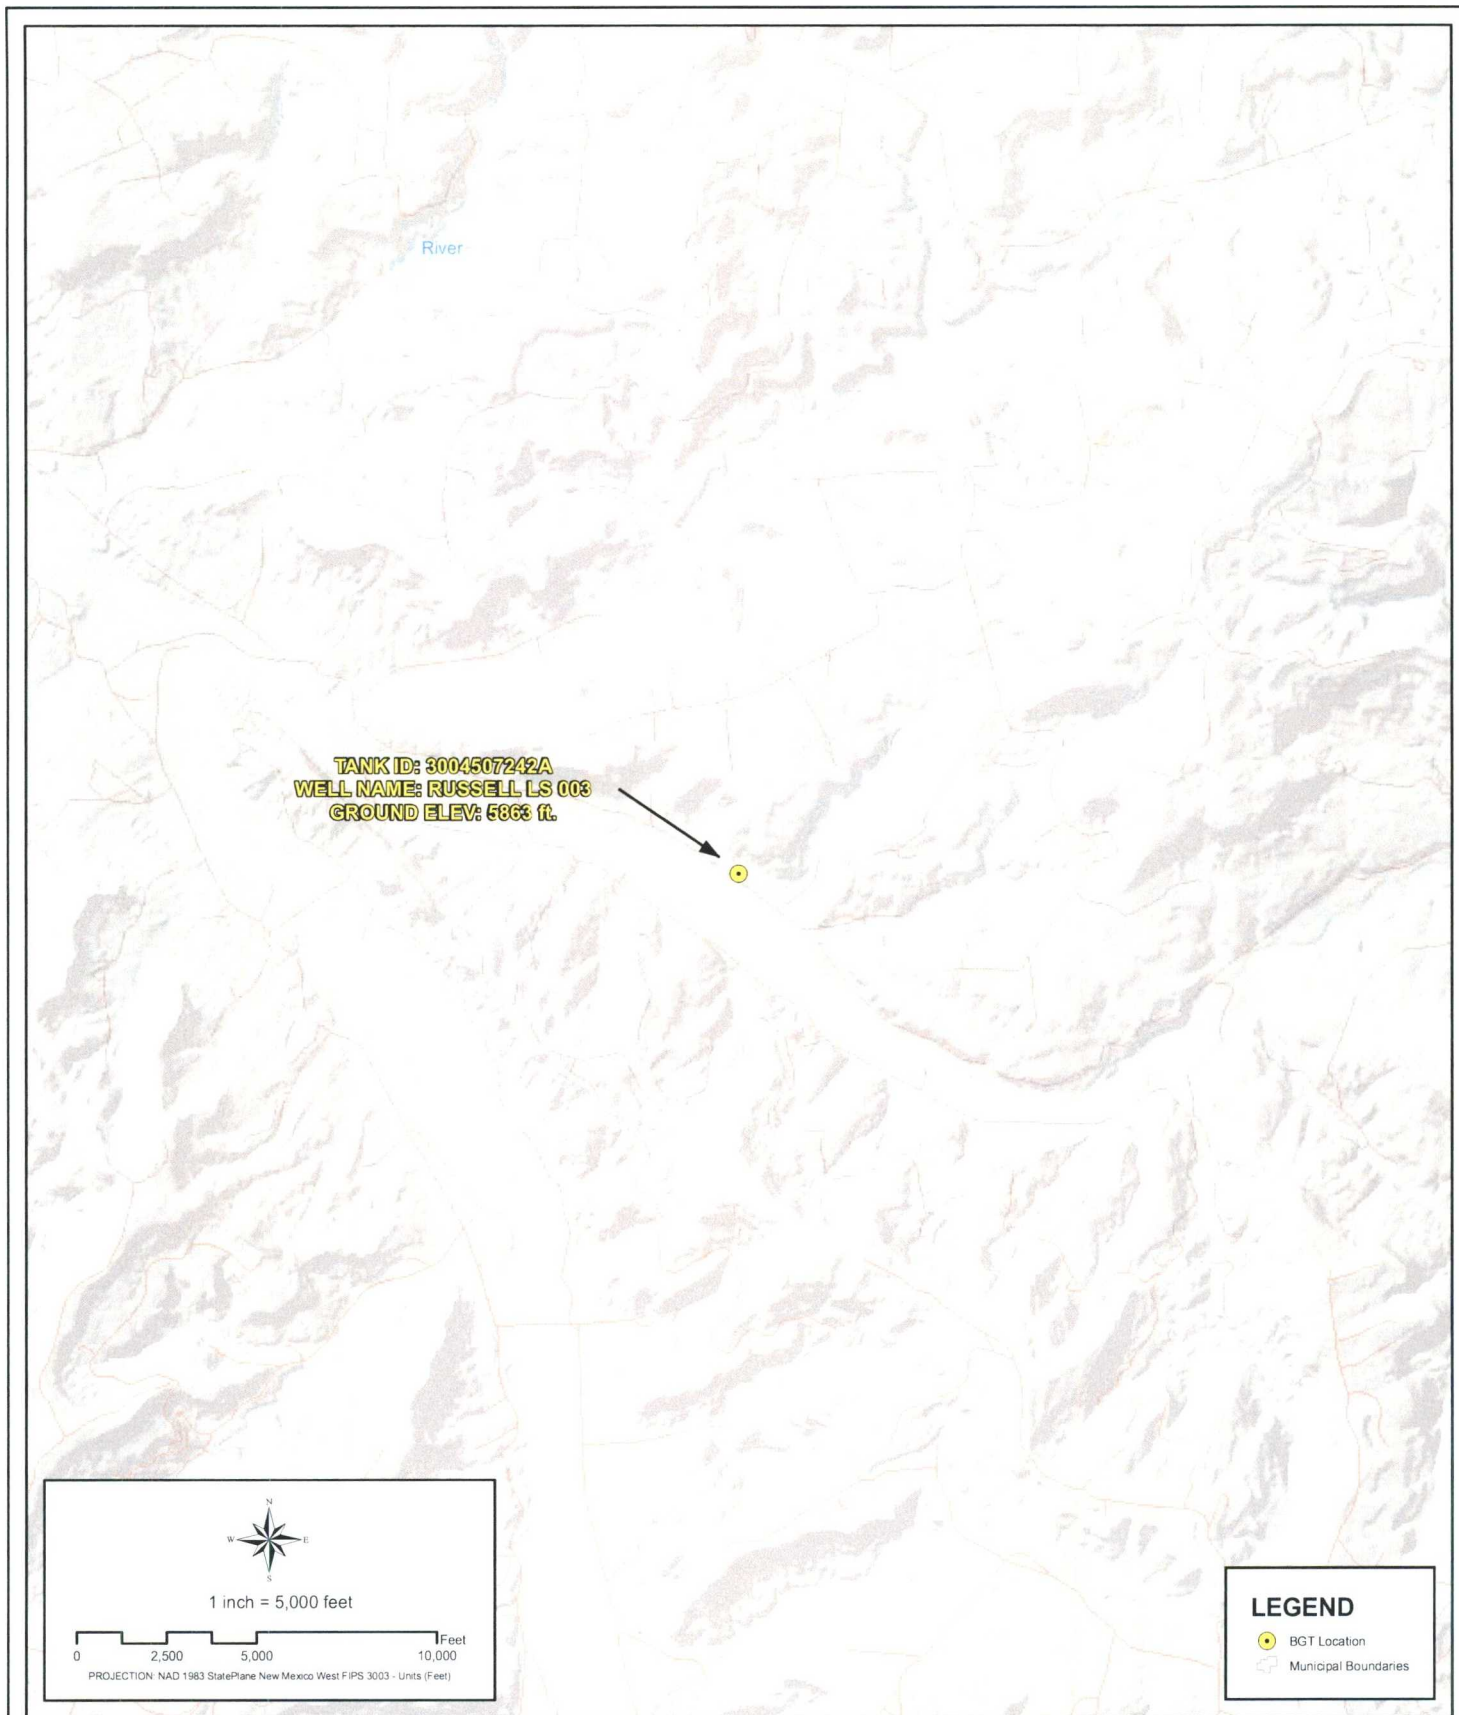 River
TANK ID: 3004507242A
WELL NAME: RUSSELL LS 003
GROUND ELEV: 5863 ft.
N
W E
S
1 inch = 5,000 feet
Feet
0 2,500 5,000 10,000
PROJECTION: NAD 1983 StatePlane New Mexico West FIPS 3003 - Units (Feet)
LEGEND
BGT Location
Municipal Boundaries